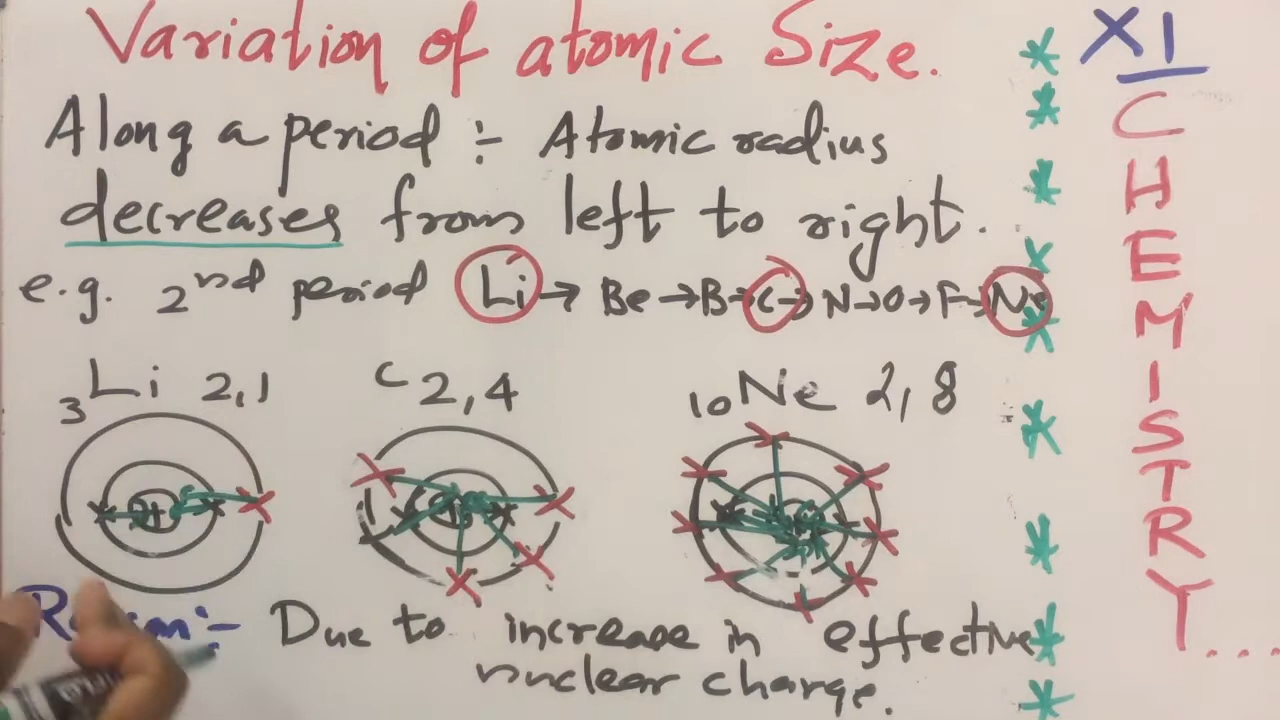 Variation of atomic Size.
Along a period :- Atomic radius
decreases from left to right.
e.g. 2nd period Li → Be → B → C → N → O → F → Ne
3Li 2,1
C 2,4
10Ne 2,8
Reason :- Due to increase in effective
nuclear charge.
XI
CHEMISTRY....